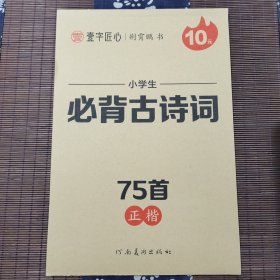 壹字匠心 荆霄鹏 书
10元
小学生
必背古诗词
75首
正楷
河南美术出版社